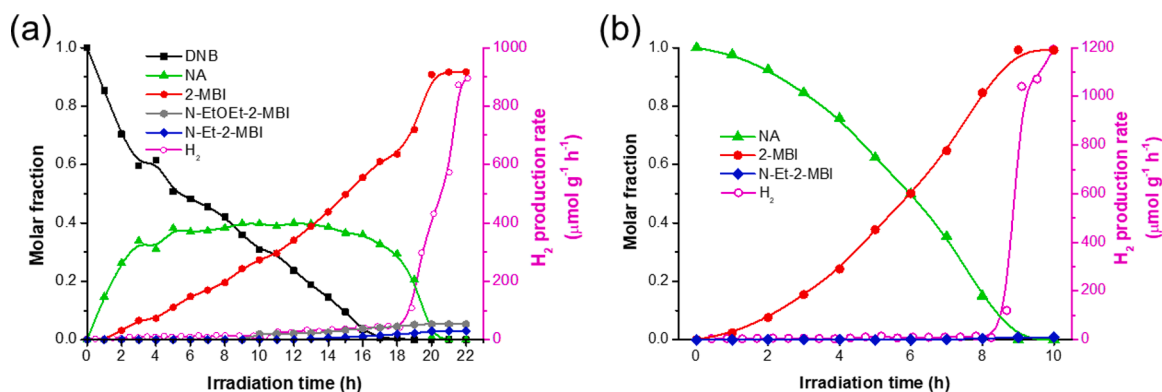 (a)
1.0
0.8
0.6
0.4
0.2
0.0
Molar fraction
DNB
NA
2-MBI
N-EtOEt-2-MBI
N-Et-2-MBI
H₂
1000
800
600
400
200
0
H₂ production rate
(μmol g⁻¹ h⁻¹)
0 2 4 6 8 10 12 14 16 18 20 22
Irradiation time (h)
(b)
1.0
0.8
0.6
0.4
0.2
0.0
Molar fraction
NA
2-MBI
N-Et-2-MBI
H₂
1200
1000
800
600
400
200
0
H₂ production rate
(μmol g⁻¹ h⁻¹)
0 2 4 6 8 10
Irradiation time (h)